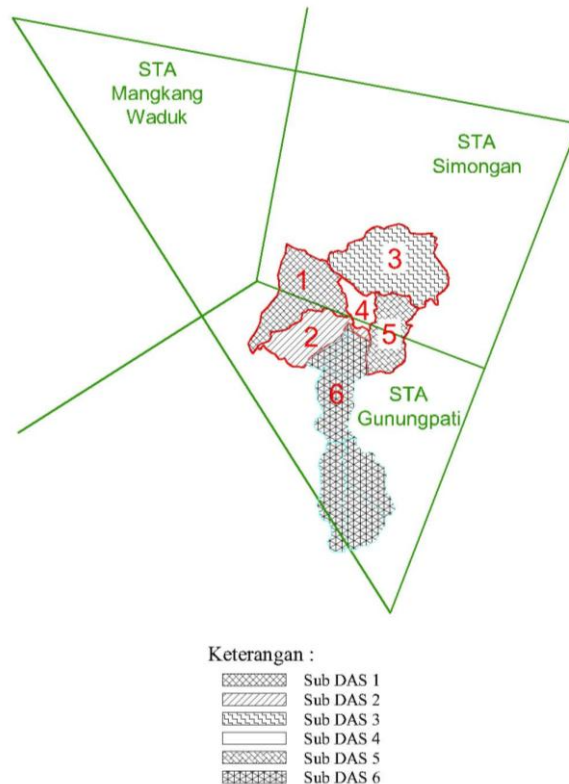 STA
Mangkang
Waduk
STA
Simongan
3
1
4
2
5
STA
Gunungpati
6
Keterangan :
Sub DAS 1
Sub DAS 2
Sub DAS 3
Sub DAS 4
Sub DAS 5
Sub DAS 6